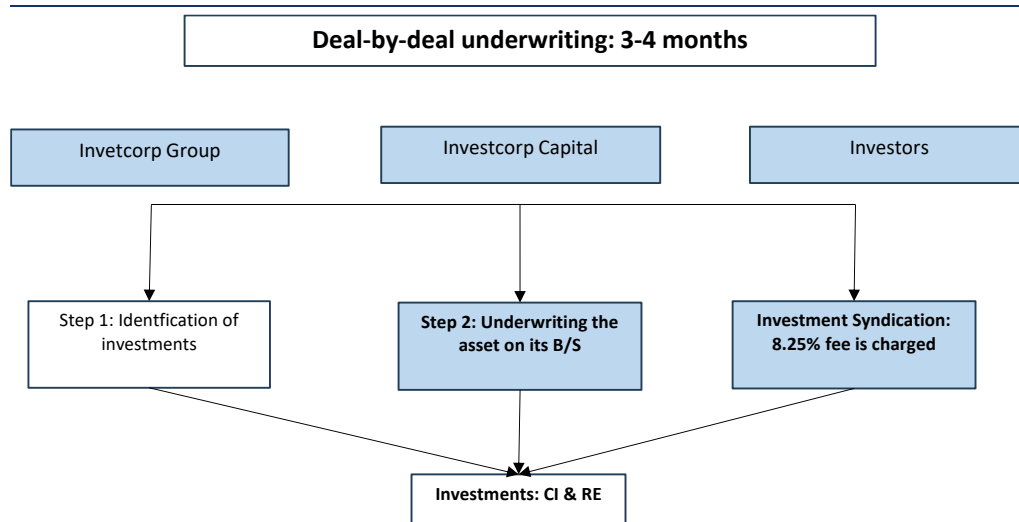 Deal-by-deal underwriting: 3-4 months
Invetcorp Group
Investcorp Capital
Investors
Step 1: Identfication of
investments
Step 2: Underwriting the
asset on its B/S
Investment Syndication:
8.25% fee is charged
Investments: CI & RE